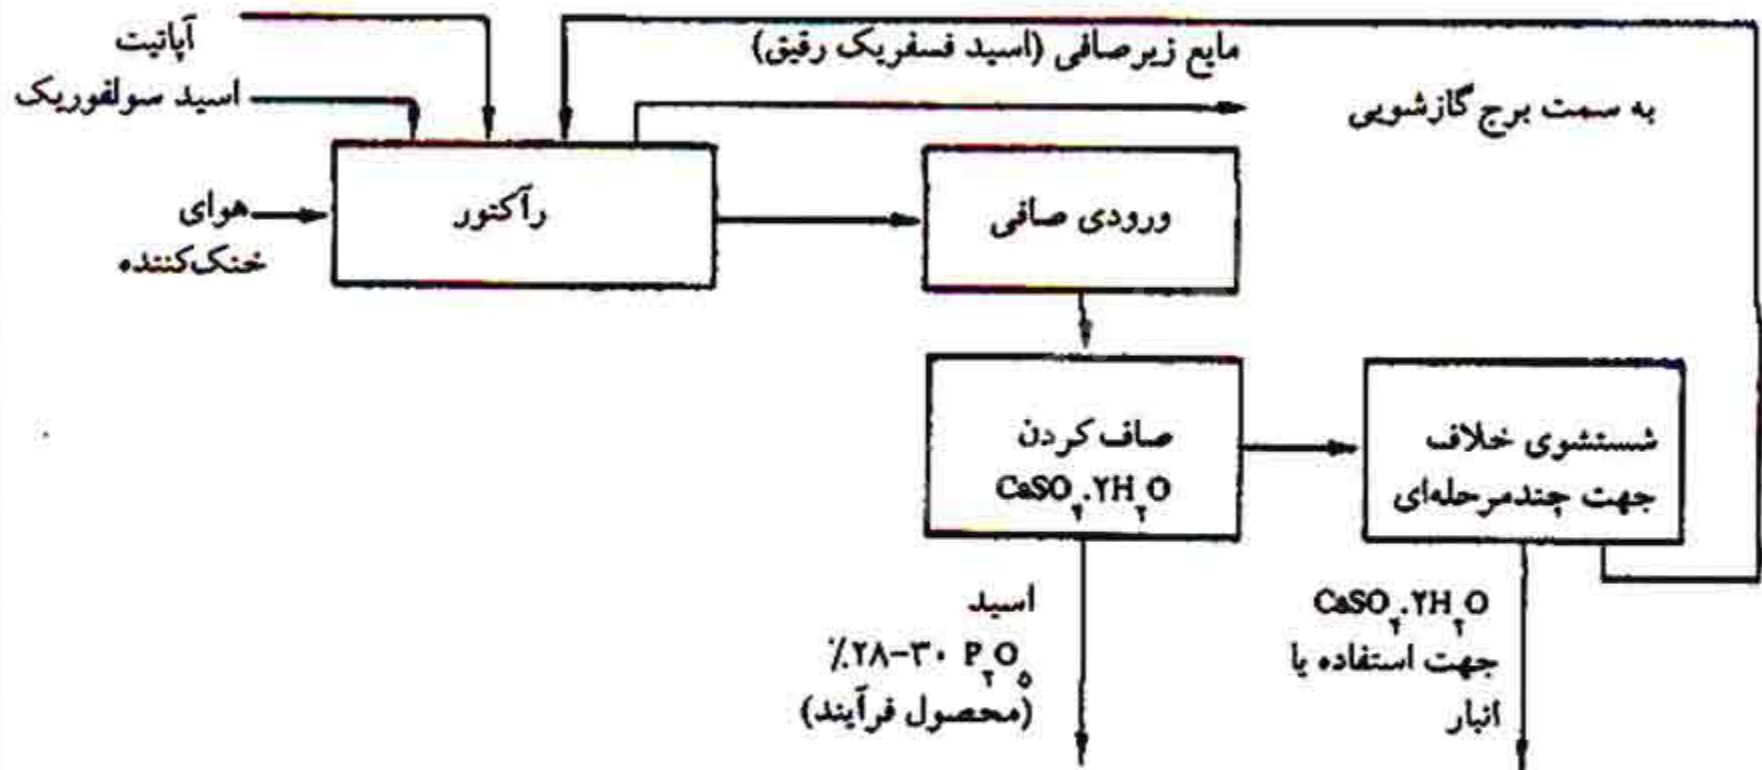 آپاتیت
اسید سولفوریک
مایع زیرصافی (اسید فسفریک رقیق)
به سمت برج گازشویی
هوای
خنک‌کننده
رآکتور
ورودی صافی
صاف کردن
CaSO۴.۲H۲O
شستشوی خلاف
جهت چندمرحله‌ای
اسید
٪۲۸-۳۰ P۲O۵
(محصول فرآیند)
CaSO۴.۲H۲O
جهت استفاده یا
انبار